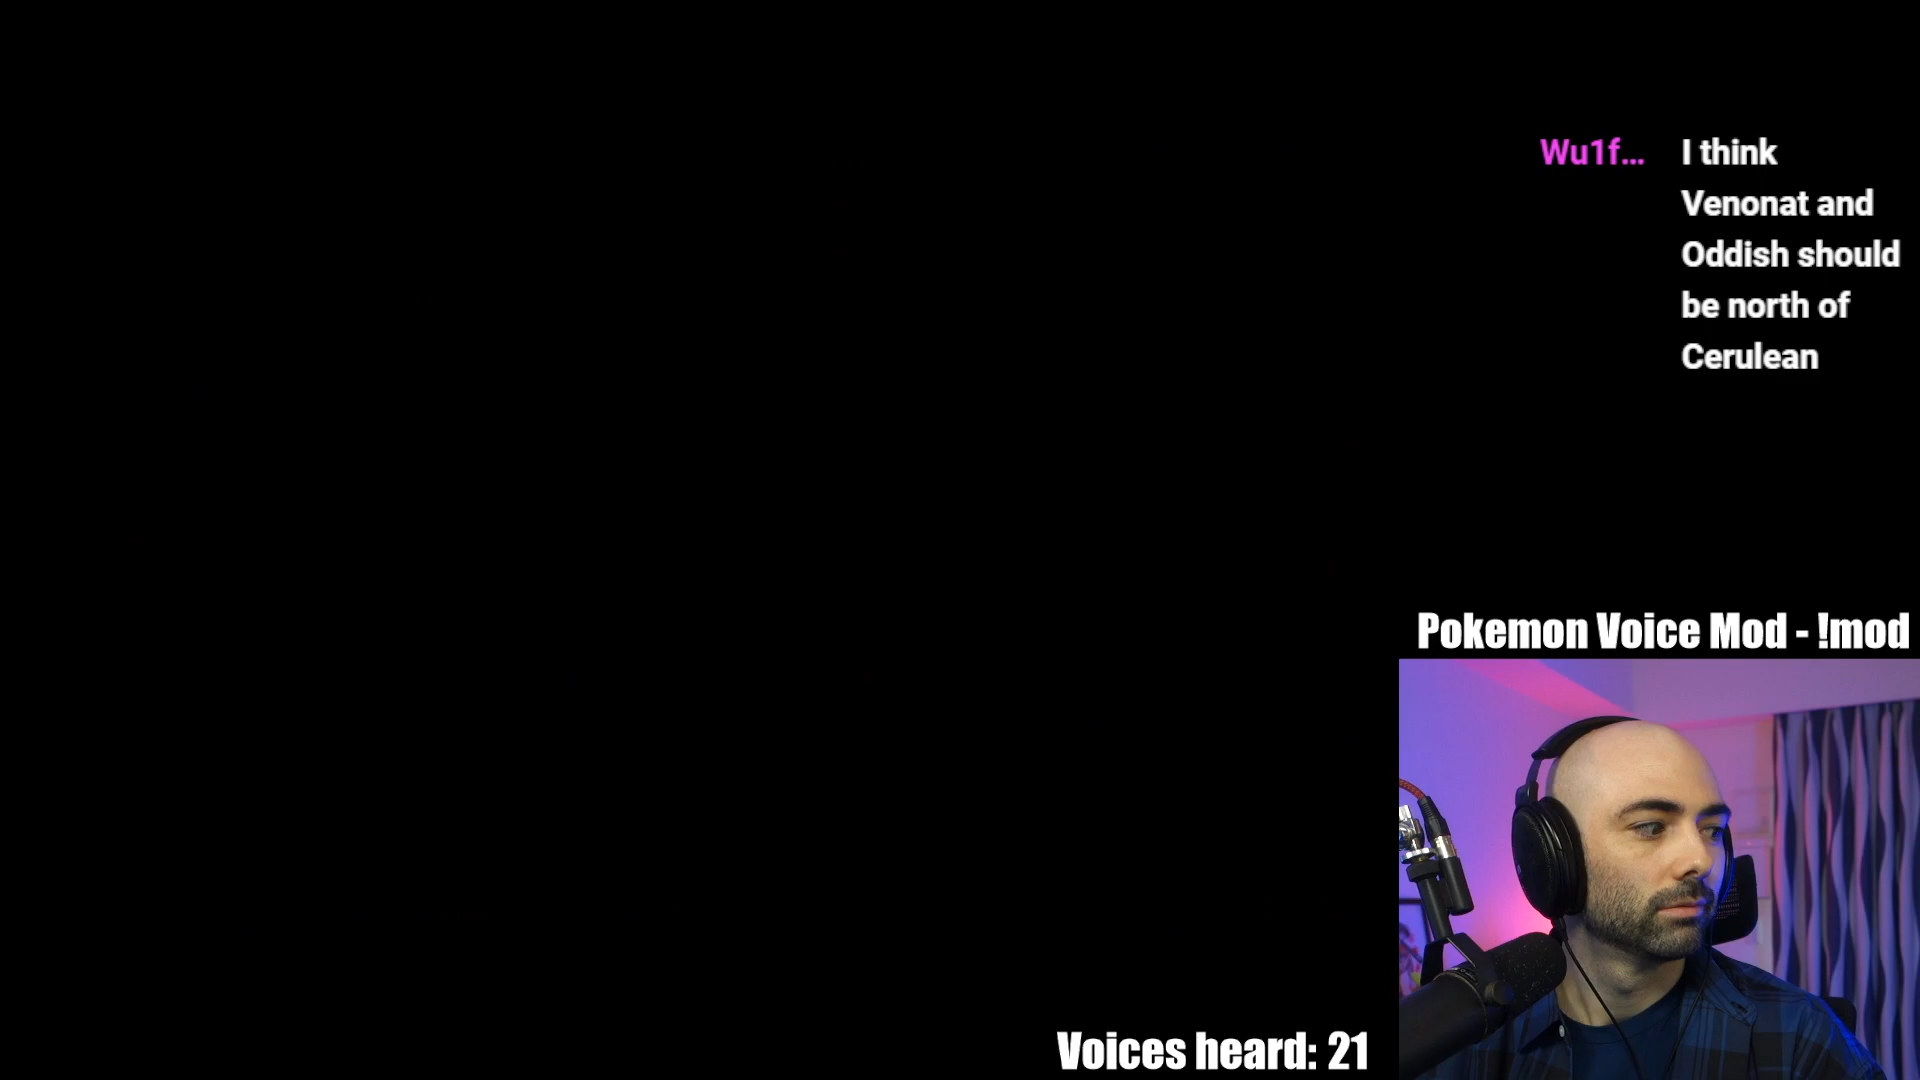 Wu1f... I think
Venonat and
Oddish should
be north of
Cerulean
Pokemon Voice Mod - !mod
Voices heard: 21